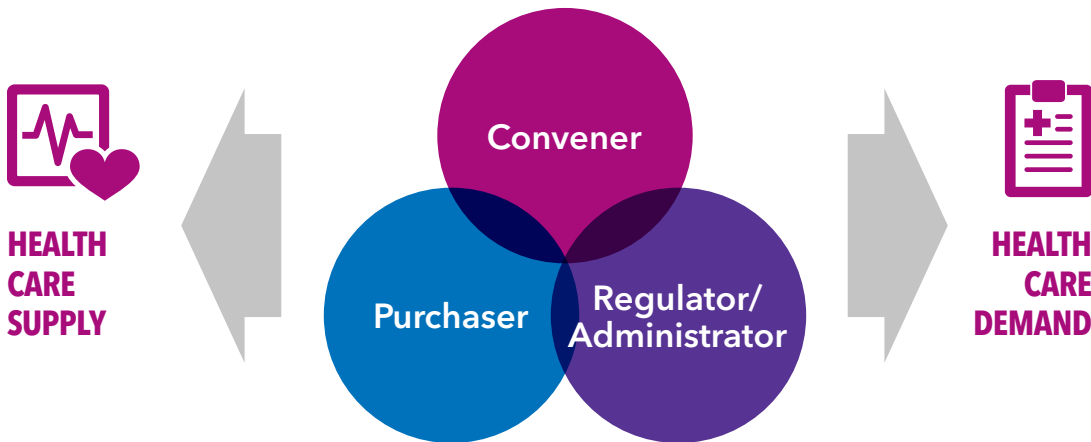 HEALTH
CARE
SUPPLY
Convener
Purchaser
Regulator/
Administrator
HEALTH
CARE
DEMAND